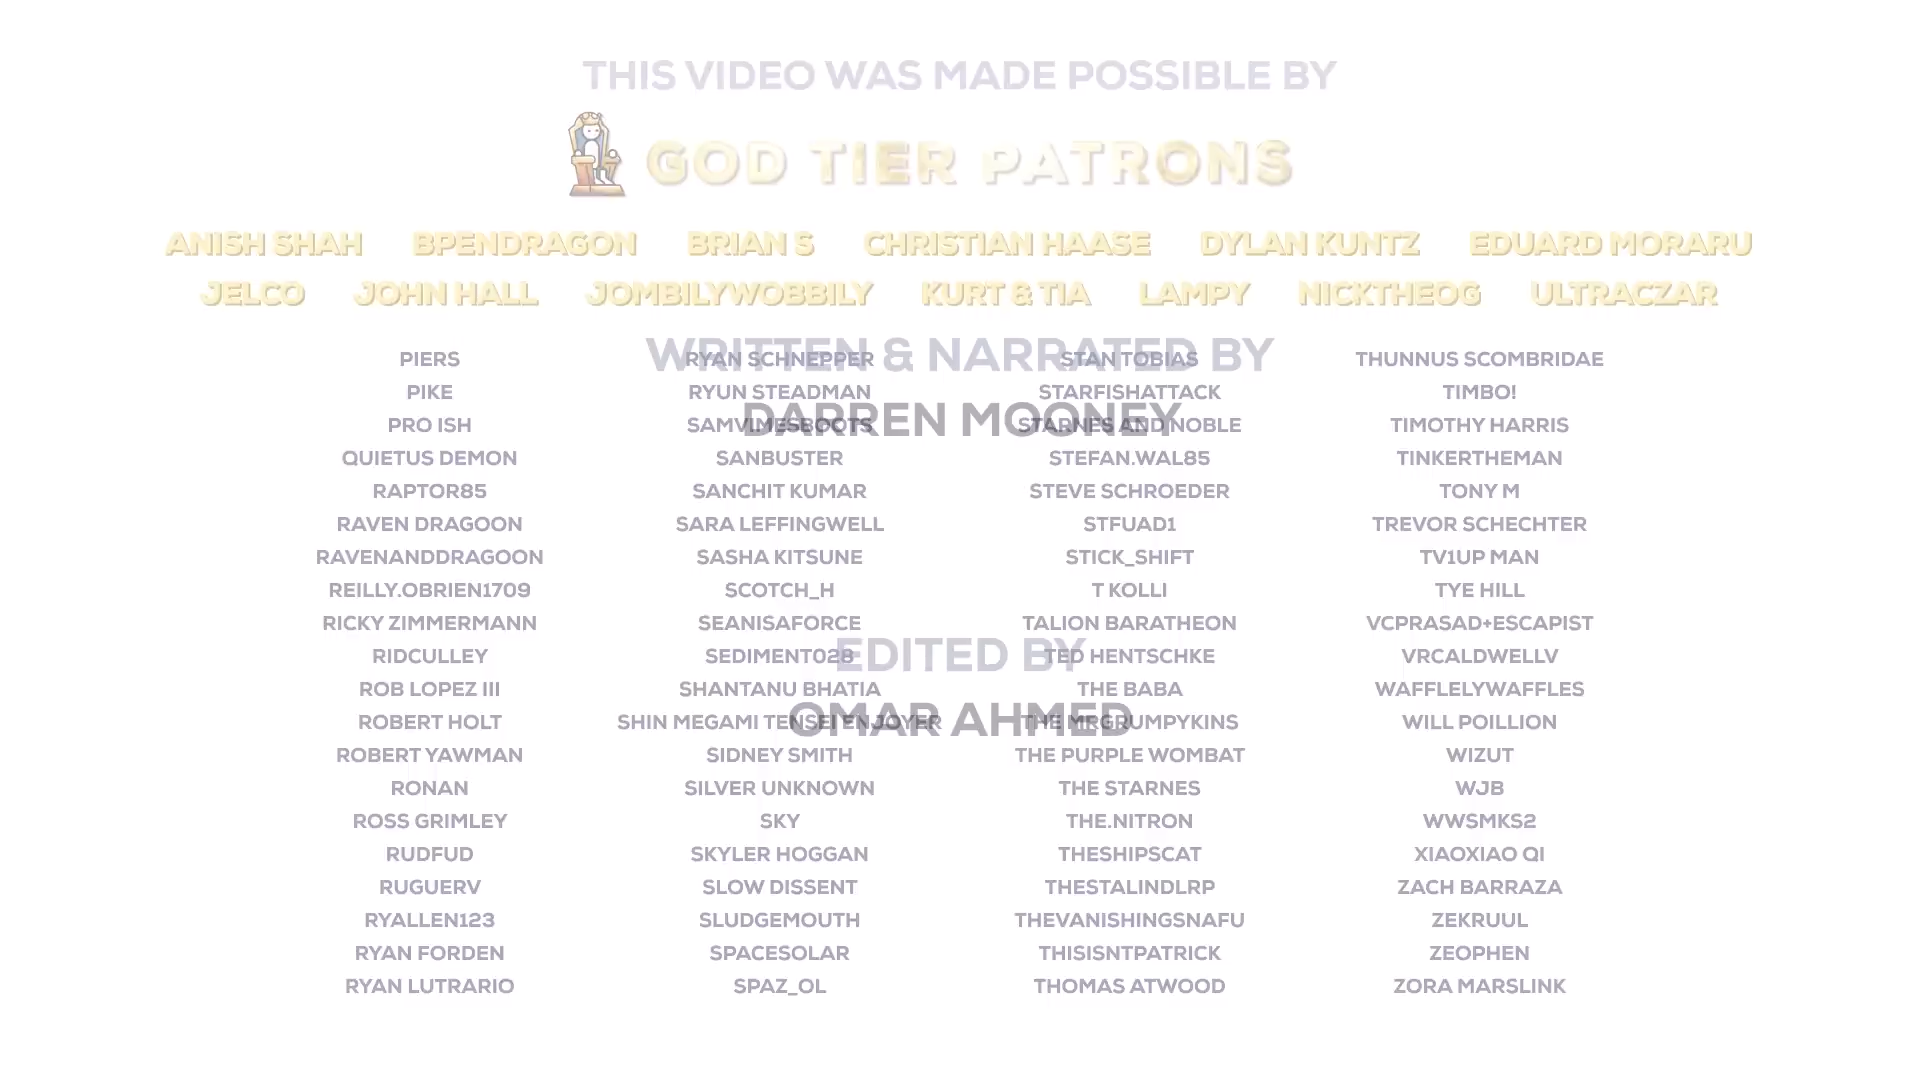 THIS VIDEO WAS MADE POSSIBLE BY
GOD TIER PATRONS
ANISH SHAH BPENDRAGON BRIAN S CHRISTIAN HAASE DYLAN KUNTZ EDUARD MORARU
JELCO JOHN HALL JOMBILYWOBBILY KURT & TIA LAMPY NICKTHEOG ULTRACZAR
WRITTEN & NARRATED BY
DARREN MOONEY
EDITED BY
OMAR AHMED
PIERS
PIKE
PRO ISH
QUIETUS DEMON
RAPTOR85
RAVEN DRAGOON
RAVENANDDRAGOON
REILLY.OBRIEN1709
RICKY ZIMMERMANN
RIDCULLEY
ROB LOPEZ III
ROBERT HOLT
ROBERT YAWMAN
RONAN
ROSS GRIMLEY
RUDFUD
RUGUERV
RYALLEN123
RYAN FORDEN
RYAN LUTRARIO
RYAN SCHNEPPER
RYUN STEADMAN
SAMVIMESBOOTS
SANBUSTER
SANCHIT KUMAR
SARA LEFFINGWELL
SASHA KITSUNE
SCOTCH_H
SEANISAFORCE
SEDIMENT028
SHANTANU BHATIA
SHIN MEGAMI TENSEI ENJOYER
SIDNEY SMITH
SILVER UNKNOWN
SKY
SKYLER HOGGAN
SLOW DISSENT
SLUDGEMOUTH
SPACESOLAR
SPAZ_OL
STAN TOBIAS
STARFISHATTACK
STARNES AND NOBLE
STEFAN.WAL85
STEVE SCHROEDER
STFUAD1
STICK_SHIFT
T KOLLI
TALION BARATHEON
TED HENTSCHKE
THE BABA
THE MRGRUMPYKINS
THE PURPLE WOMBAT
THE STARNES
THE.NITRON
THESHIPSCAT
THESTALINDLRP
THEVANISHINGSNAFU
THISISNTPATRICK
THOMAS ATWOOD
THUNNUS SCOMBRIDAE
TIMBO!
TIMOTHY HARRIS
TINKERTHEMAN
TONY M
TREVOR SCHECHTER
TV1UP MAN
TYE HILL
VCPRASAD+ESCAPIST
VRCALDWELLV
WAFFLELYWAFFLES
WILL POILLION
WIZUT
WJB
WWSMKS2
XIAOXIAO QI
ZACH BARRAZA
ZEKRUUL
ZEOPHEN
ZORA MARSLINK